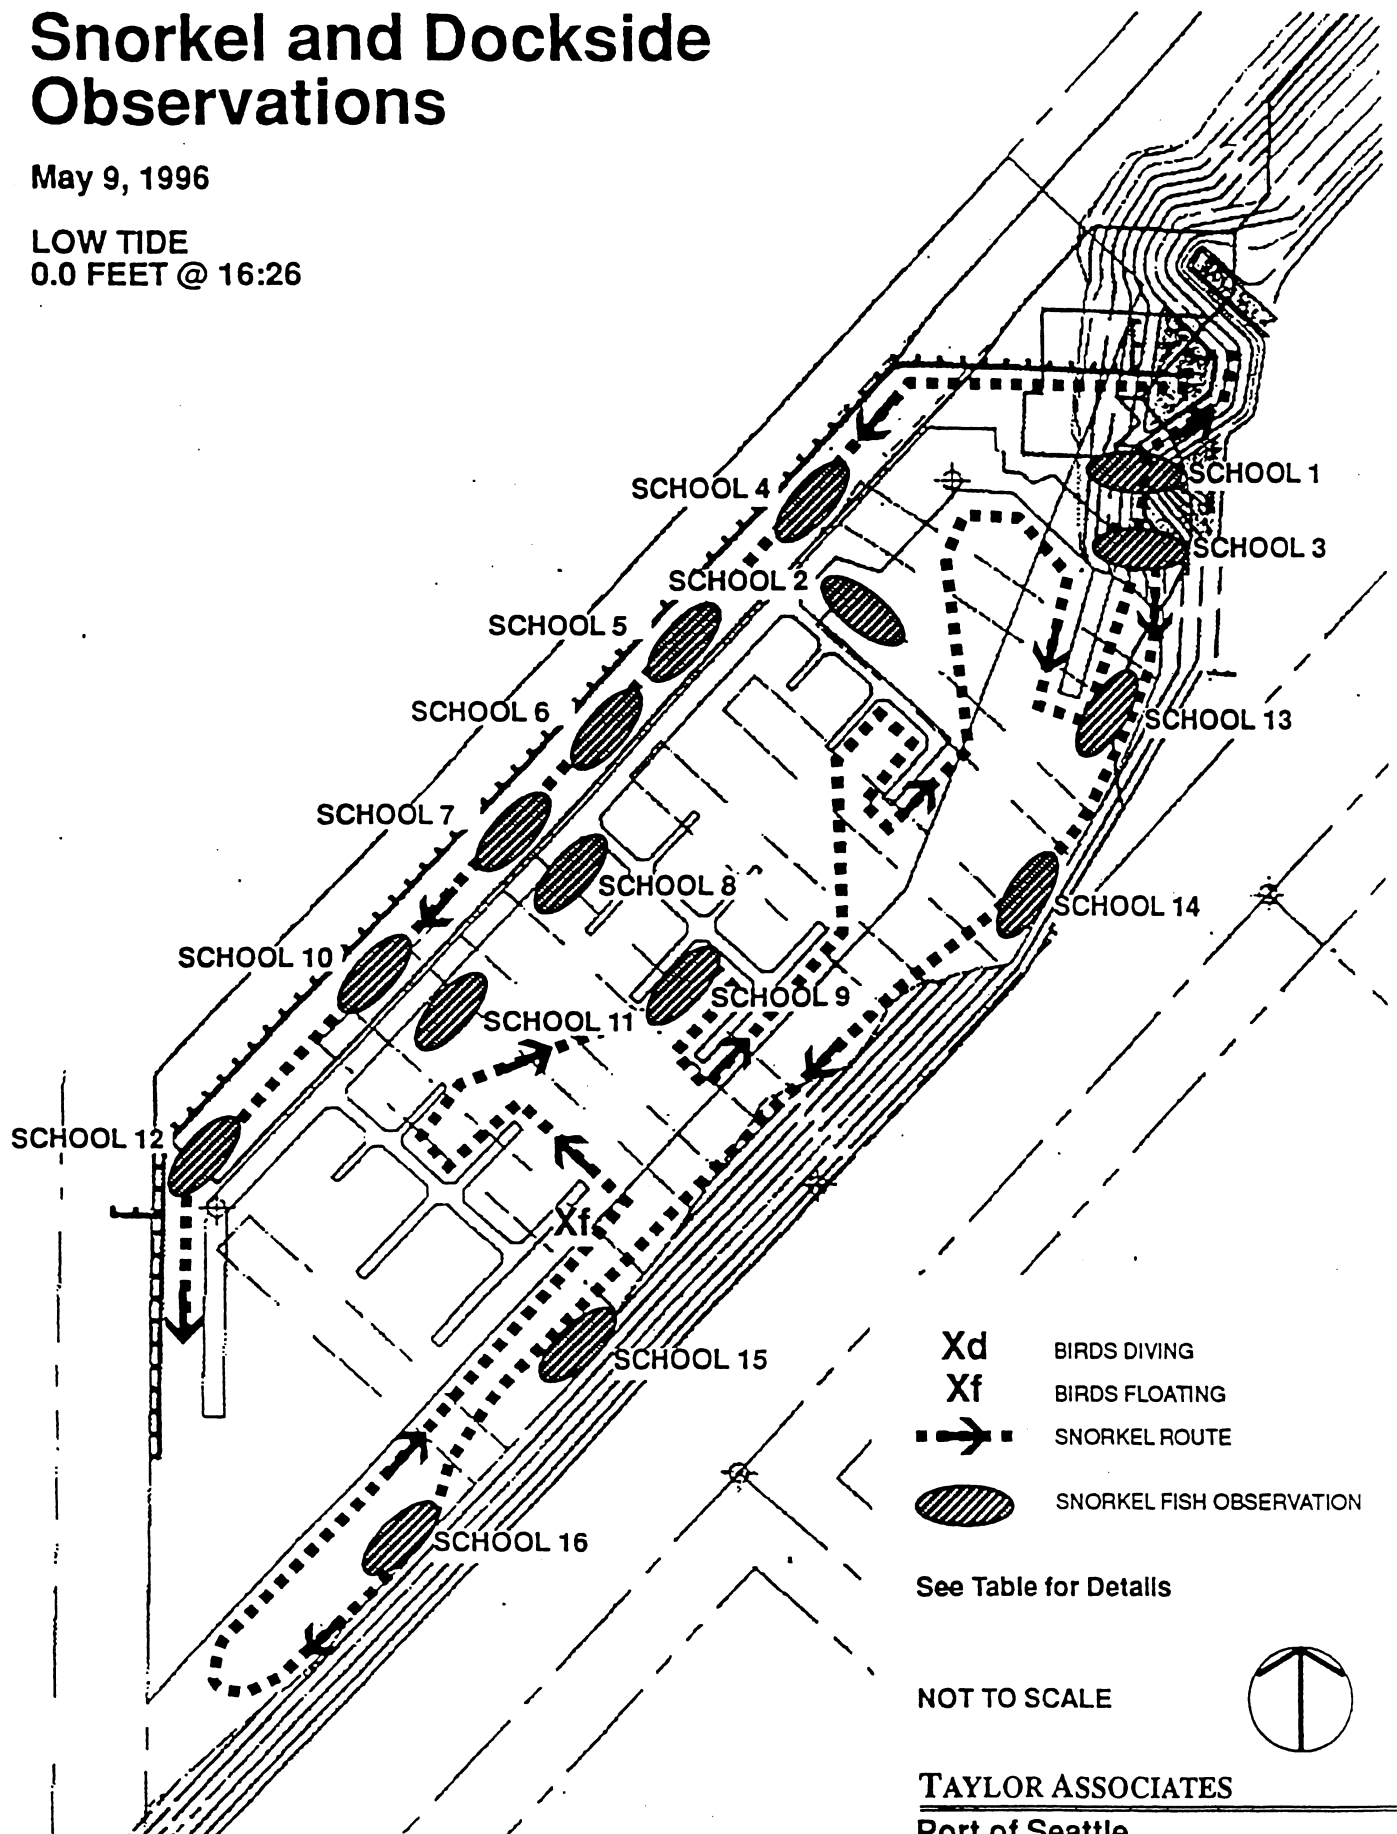 Snorkel and Dockside
Observations
May 9, 1996
LOW TIDE
0.0 FEET @ 16:26
SCHOOL 4
SCHOOL 1
SCHOOL 3
SCHOOL 2
SCHOOL 5
SCHOOL 6
SCHOOL 13
SCHOOL 7
SCHOOL 8
SCHOOL 14
SCHOOL 10
SCHOOL 9
SCHOOL 11
SCHOOL 12
Xf
SCHOOL 15
SCHOOL 16
Xd BIRDS DIVING
Xf BIRDS FLOATING
SNORKEL ROUTE
SNORKEL FISH OBSERVATION
See Table for Details
NOT TO SCALE
TAYLOR ASSOCIATES
Port of Seattle